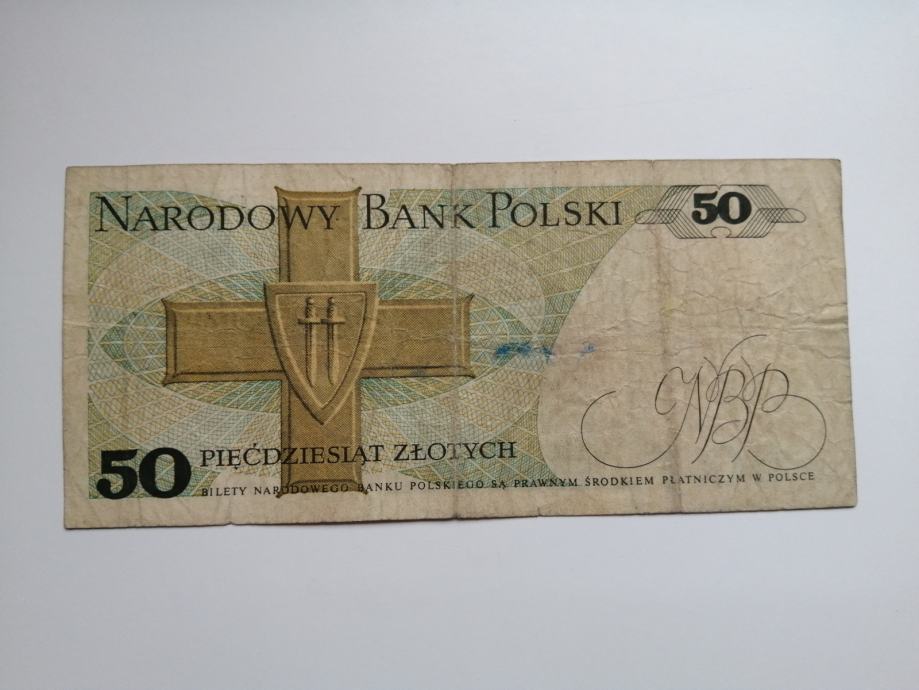 NARODOWY BANK POLSKI
50
NBP
50 PIĘĆDZIESIĄT ZŁOTYCH
BILETY NARODOWEGO BANKU POLSKIEGO SĄ PRAWNYM ŚRODKIEM PŁATNICZYM W POLSCE